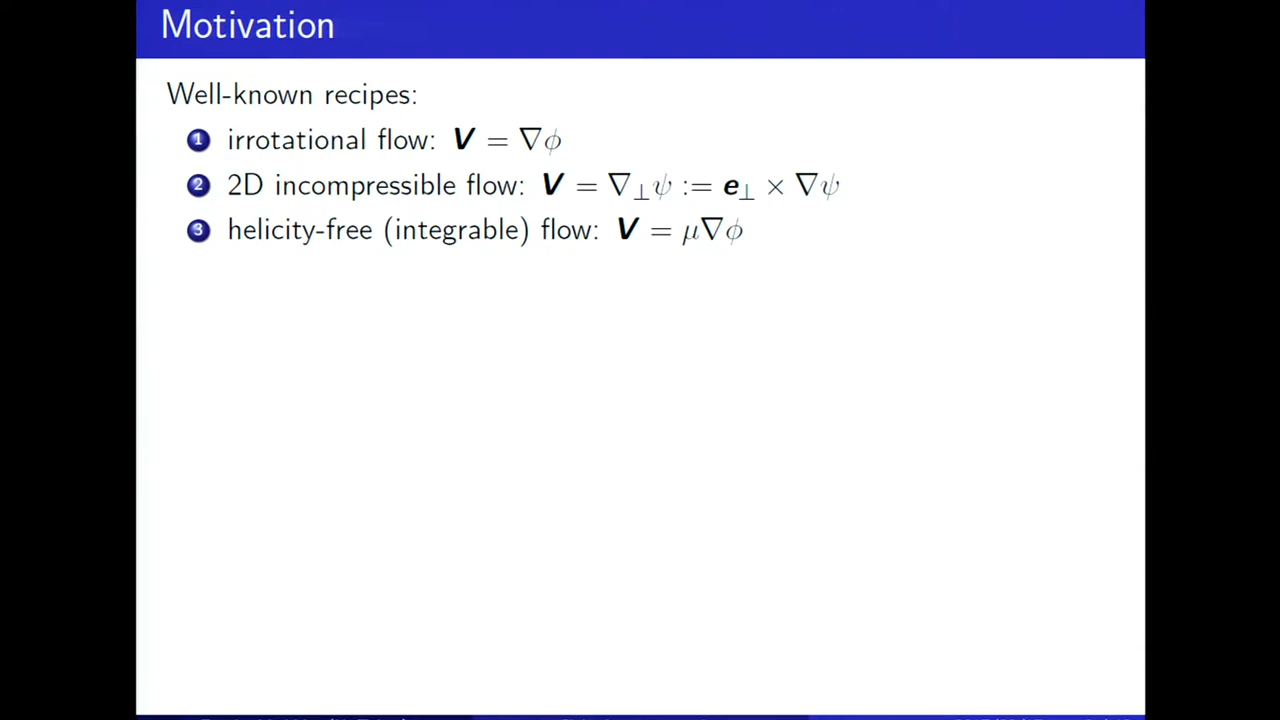 Motivation
Well-known recipes:
1 irrotational flow: V = ∇ϕ
2 2D incompressible flow: V = ∇⊥ψ := e⊥ × ∇ψ
3 helicity-free (integrable) flow: V = μ∇ϕ